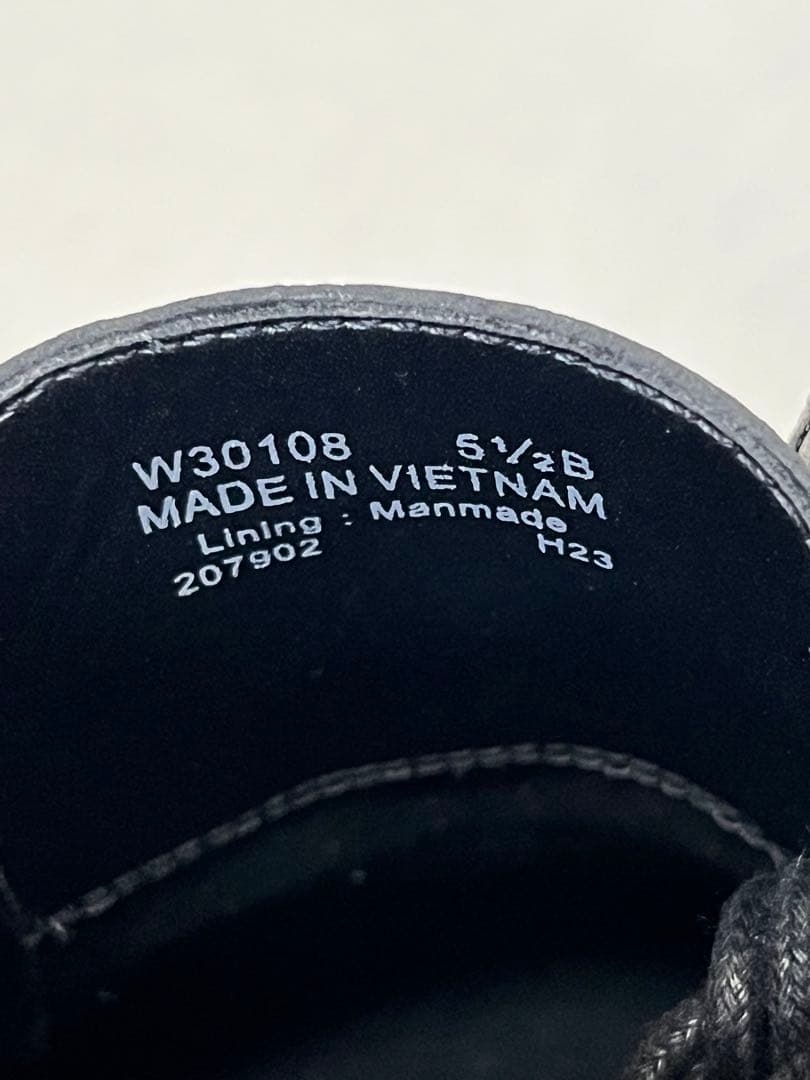 W30108 5½B
MADE IN VIETNAM
Lining : Manmade
207902 H23